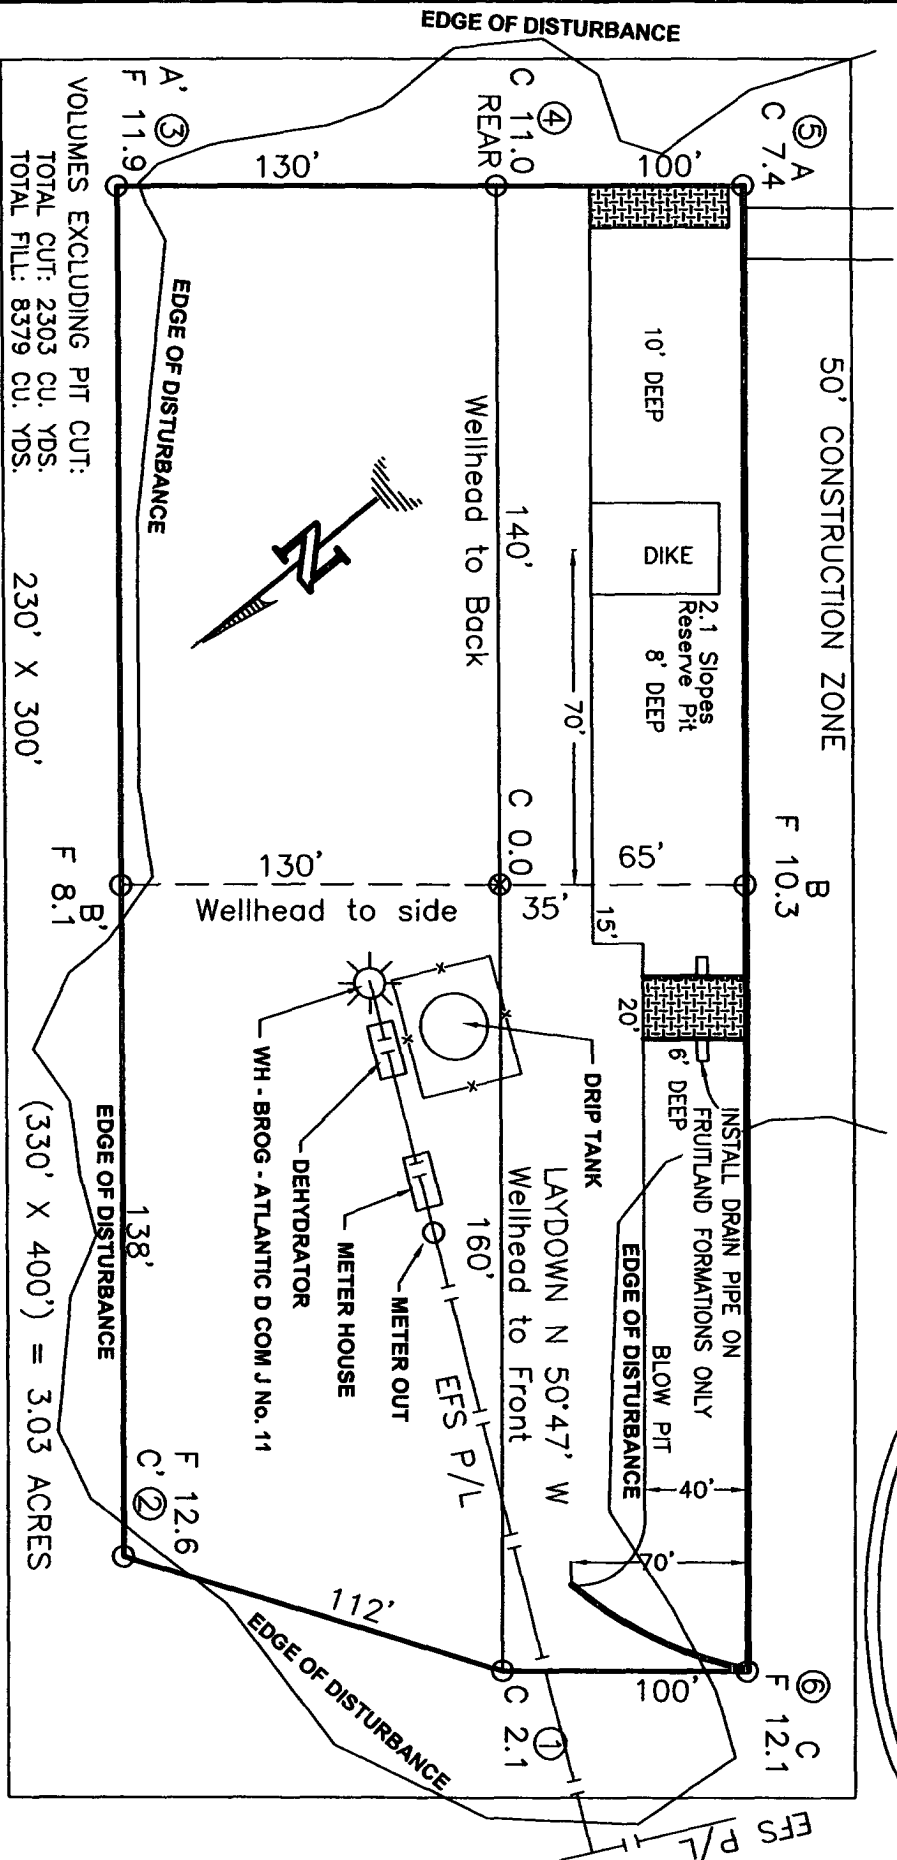 EDGE OF DISTURBANCE
50' CONSTRUCTION ZONE
⑤ A
C 7.4
F 10.3
B
⑥ C
F 12.1
100'
10' DEEP
DIKE
2.1 Slopes
Reserve Pit
8' DEEP
65'
70'
35'
15'
20'
6' DEEP
INSTALL DRAIN PIPE ON
FRUITLAND FORMATIONS ONLY
BLOW PIT
EDGE OF DISTURBANCE
40'
70'
100'
④
C 11.0
REAR
140'
Wellhead to Back
C 0.0
LAYDOWN N 50°47' W
Wellhead to Front
160'
① 
C 2.1
EFS P/L
EFS P/L
DRIP TANK
METER OUT
METER HOUSE
DEHYDRATOR
WH - BROG - ATLANTIC D COM J No. 11
N
130'
130'
Wellhead to side
112'
138'
EDGE OF DISTURBANCE
EDGE OF DISTURBANCE
EDGE OF DISTURBANCE
A' ③
F 11.9
B'
F 8.1
F 12.6
C' ②
VOLUMES EXCLUDING PIT CUT:
TOTAL CUT: 2303 CU. YDS.
TOTAL FILL: 8379 CU. YDS.
230' X 300'
(330' X 400') = 3.03 ACRES